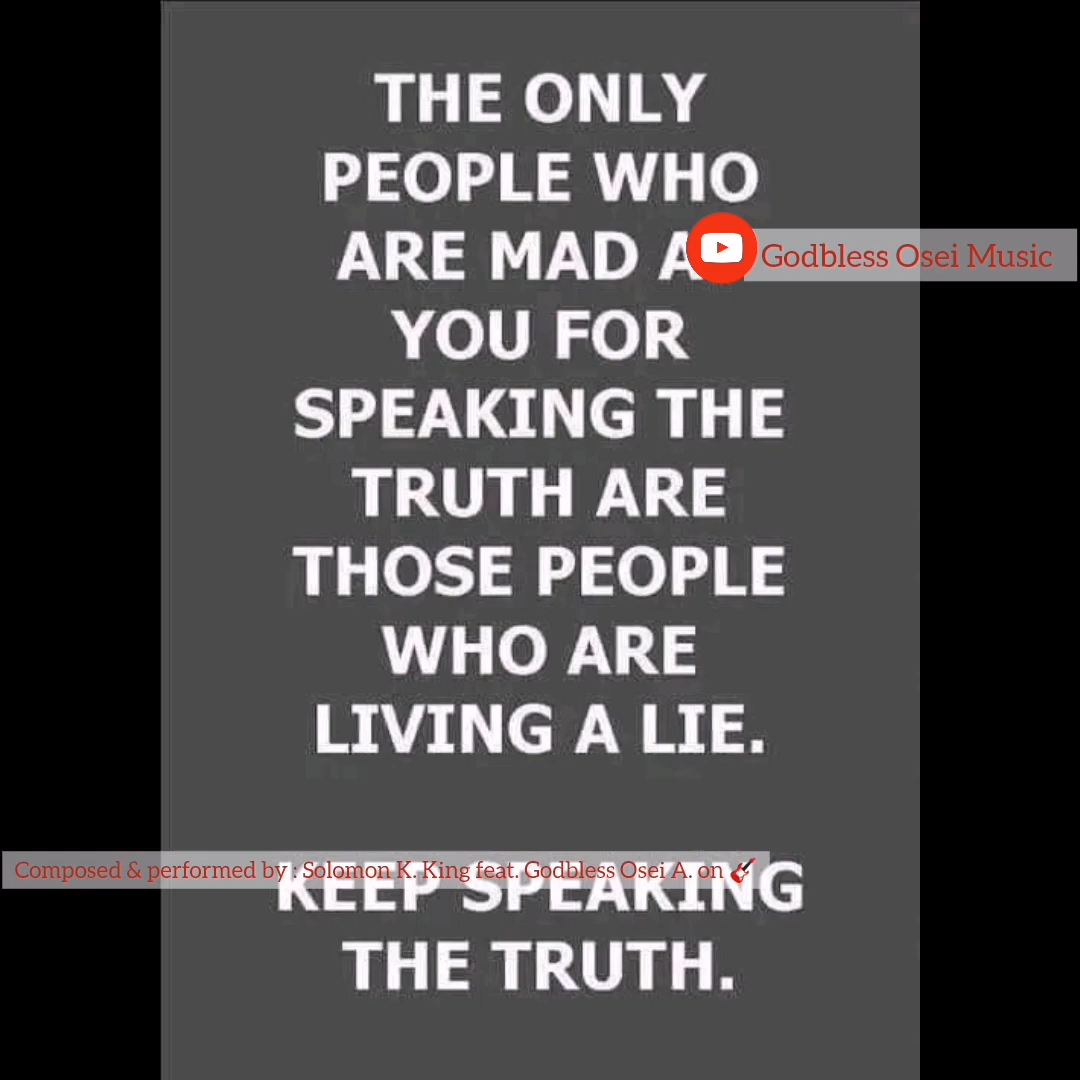 THE ONLY
PEOPLE WHO
ARE MAD A
Godbless Osei Music
YOU FOR
SPEAKING THE
TRUTH ARE
THOSE PEOPLE
WHO ARE
LIVING A LIE.
Composed & performed by : Solomon K. King feat. Godbless Osei A. on 🎸
KEEP SPEAKING
THE TRUTH.